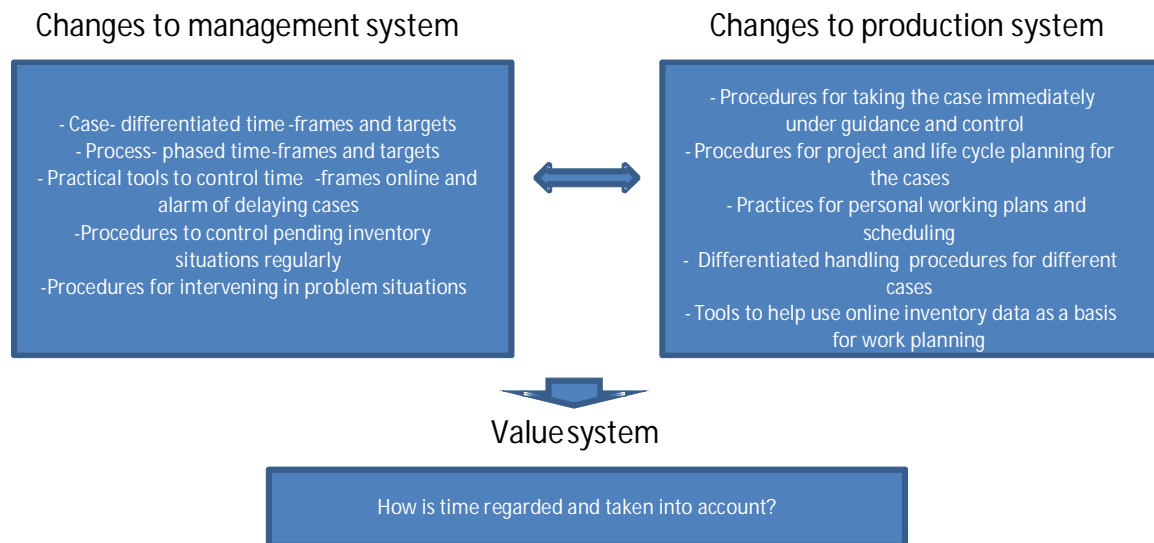 Changes to management system
- Case- differentiated time -frames and targets
- Process- phased time-frames and targets
- Practical tools to control time -frames online and
alarm of delaying cases
-Procedures to control pending inventory
situations regularly
-Procedures for intervening in problem situations
Changes to production system
- Procedures for taking the case immediately
under guidance and control
- Procedures for project and life cycle planning for
the cases
- Practices for personal working plans and
scheduling
- Differentiated handling procedures for different
cases
- Tools to help use online inventory data as a basis
for work planning
Value system
How is time regarded and taken into account?